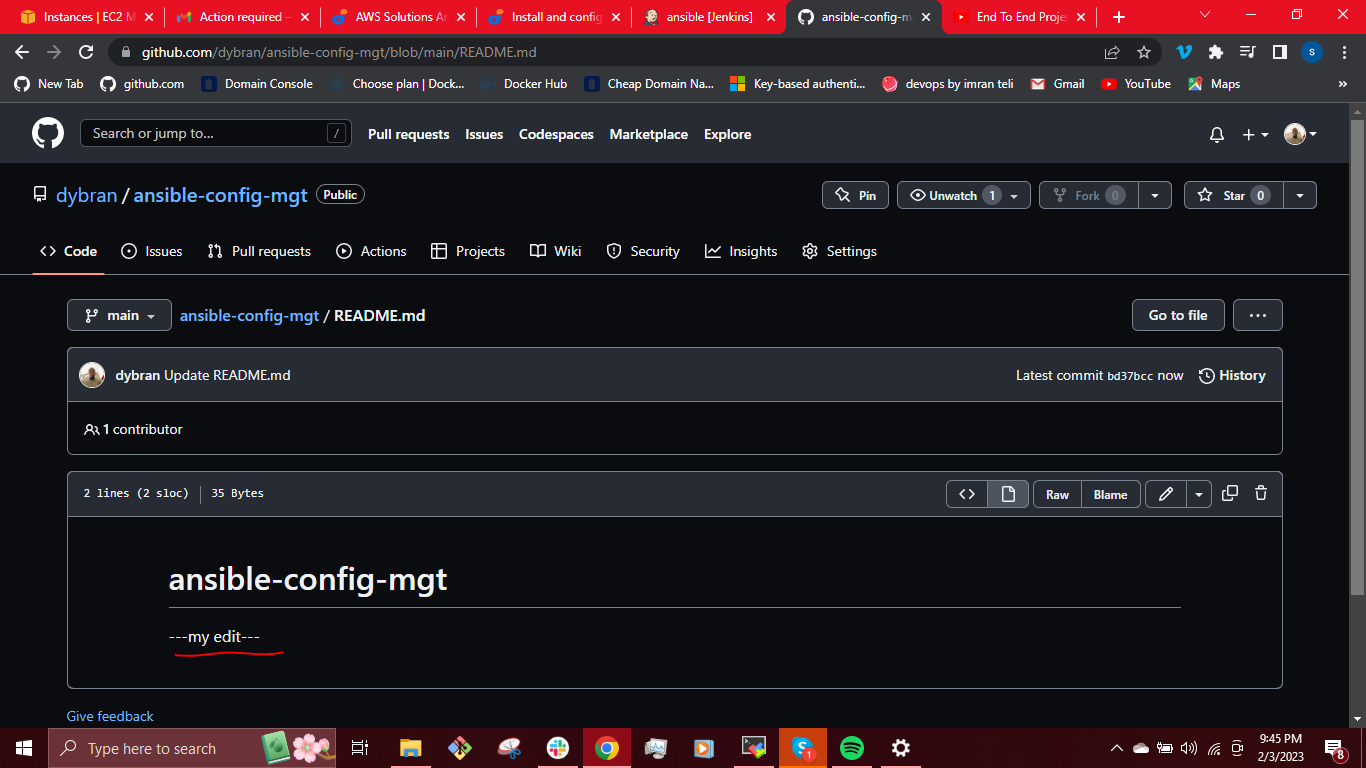 Instances | EC2 M
Action required –
AWS Solutions Ar
Install and config
ansible [Jenkins]
ansible-config-m
End To End Proje
github.com/dybran/ansible-config-mgt/blob/main/README.md
S
New Tab
github.com
Domain Console
Choose plan | Dock...
Docker Hub
Cheap Domain Na...
Key-based authenti...
devops by imran teli
Gmail
YouTube
Maps
»
Search or jump to...
/
Pull requests
Issues
Codespaces
Marketplace
Explore
dybran / ansible-config-mgt
Public
Pin
Unwatch 1
Fork 0
Star 0
Code
Issues
Pull requests
Actions
Projects
Wiki
Security
Insights
Settings
main
ansible-config-mgt / README.md
Go to file
...
dybran Update README.md
Latest commit bd37bcc now
History
1 contributor
2 lines (2 sloc)
35 Bytes
Raw
Blame
ansible-config-mgt
---my edit---
Give feedback
Type here to search
1
9:45 PM
2/3/2023
8